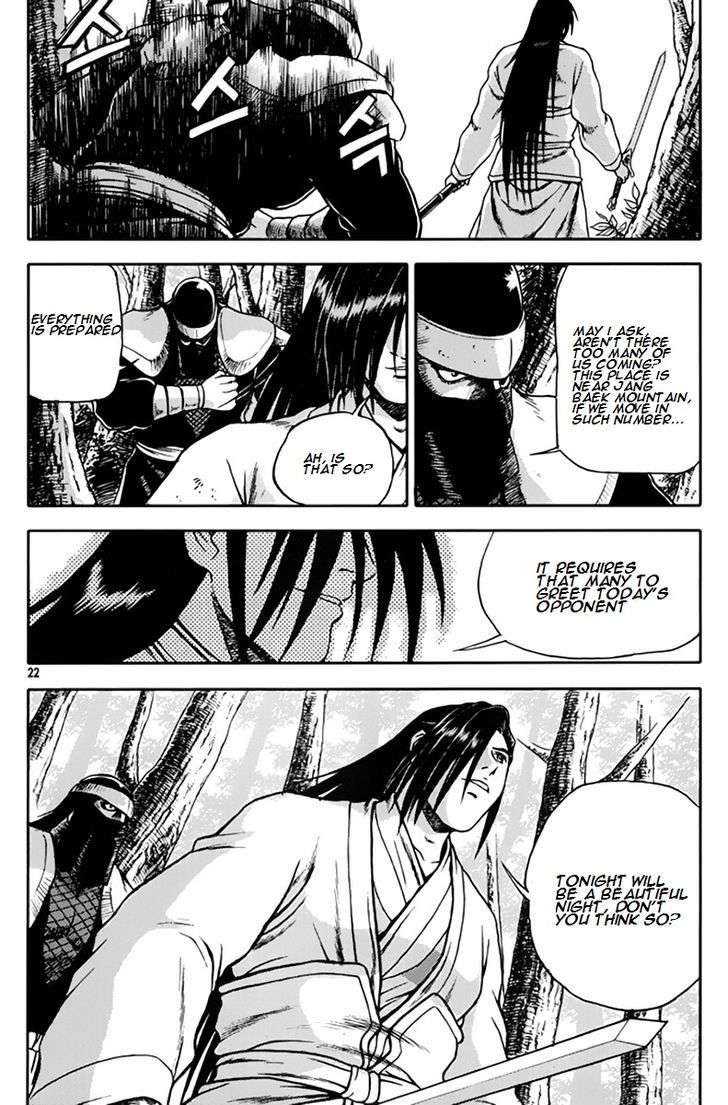 ㅜ
ㅜ
ㅊ
EVERYTHING
IS PREPARED
AH, IS
THAT SO?
MAY I ASK,
AREN'T THERE
TOO MANY OF
US COMING?
THIS PLACE IS
NEAR JANG
BAEK MOUNTAIN,
IF WE MOVE IN
SUCH NUMBER...
IT REQUIRES
THAT MANY TO
GREET TODAY'S
OPPONENT
22
TONIGHT WILL
BE A BEAUTIFUL
NIGHT, DON'T
YOU THINK SO?